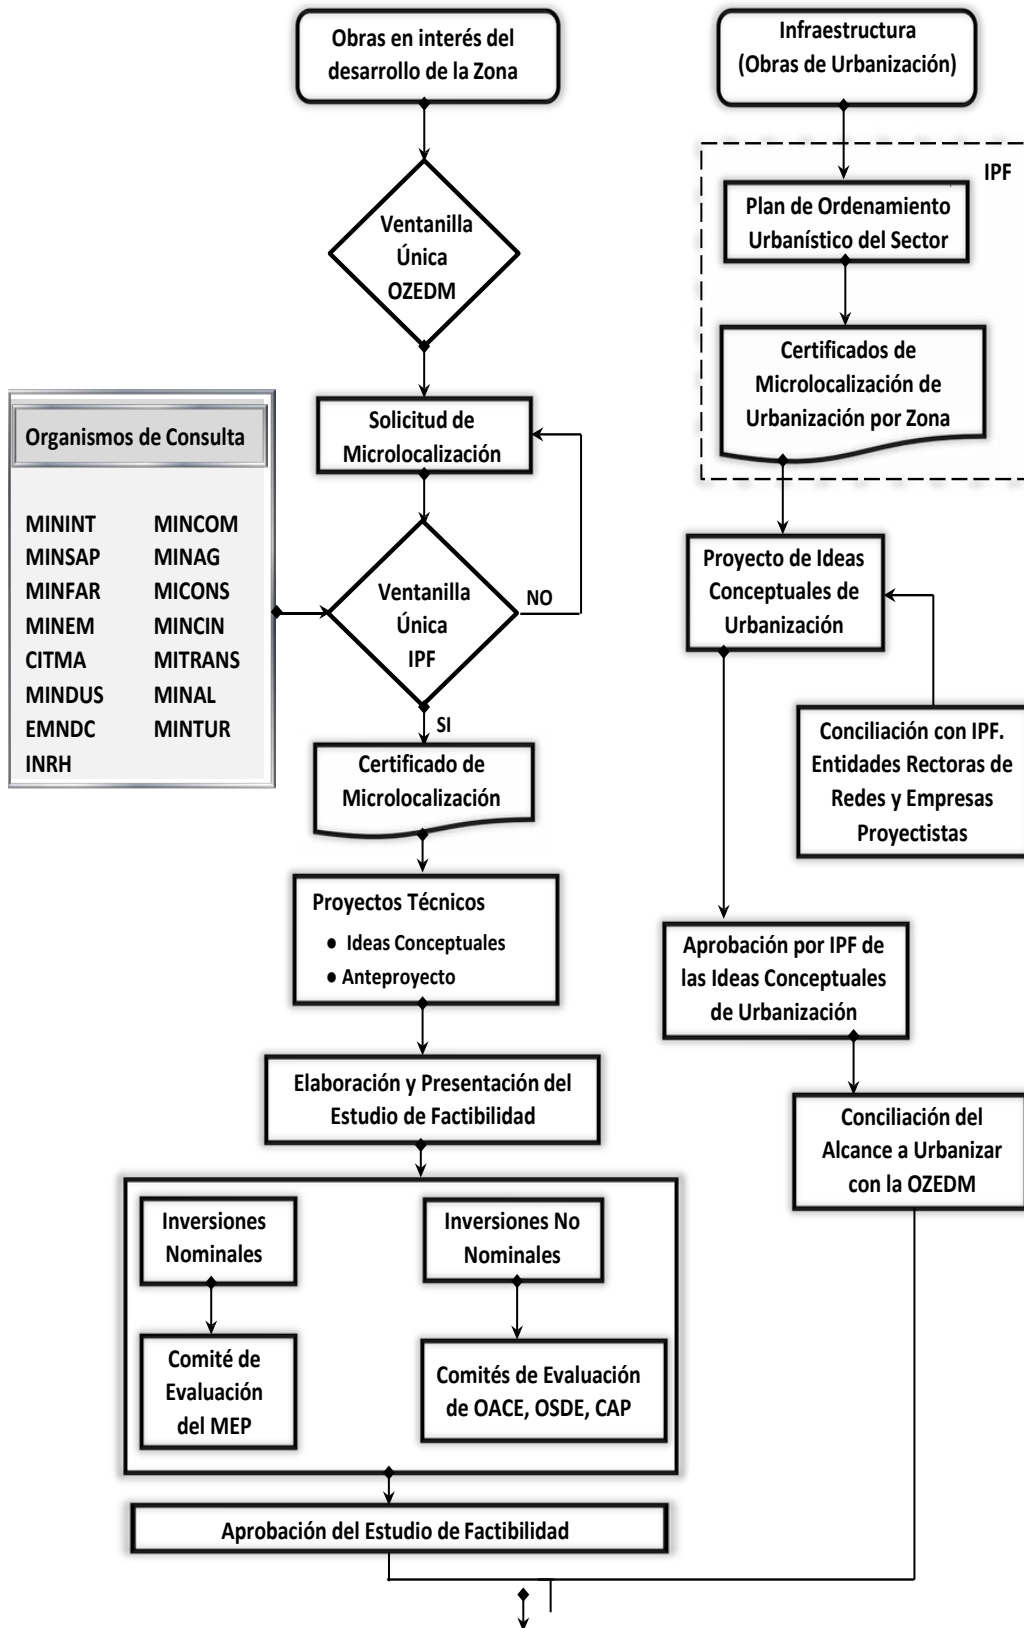 Obras en interés del
desarrollo de la Zona
Ventanilla
Única
OZEDM
Solicitud de
Microlocalización
Organismos de Consulta
MININT MINCOM
MINSAP MINAG
MINFAR MICONS
MINEM MINCIN
CITMA MITRANS
MINDUS MINAL
EMNDC MINTUR
INRH
Ventanilla
Única
IPF
NO
SI
Certificado de
Microlocalización
Proyectos Técnicos
• Ideas Conceptuales
• Anteproyecto
Elaboración y Presentación del
Estudio de Factibilidad
Inversiones
Nominales
Inversiones No
Nominales
Comité de
Evaluación
del MEP
Comités de Evaluación
de OACE, OSDE, CAP
Aprobación del Estudio de Factibilidad
Infraestructura
(Obras de Urbanización)
IPF
Plan de Ordenamiento
Urbanístico del Sector
Certificados de
Microlocalización de
Urbanización por Zona
Proyecto de Ideas
Conceptuales de
Urbanización
Conciliación con IPF.
Entidades Rectoras de
Redes y Empresas
Proyectistas
Aprobación por IPF de
las Ideas Conceptuales
de Urbanización
Conciliación del
Alcance a Urbanizar
con la OZEDM